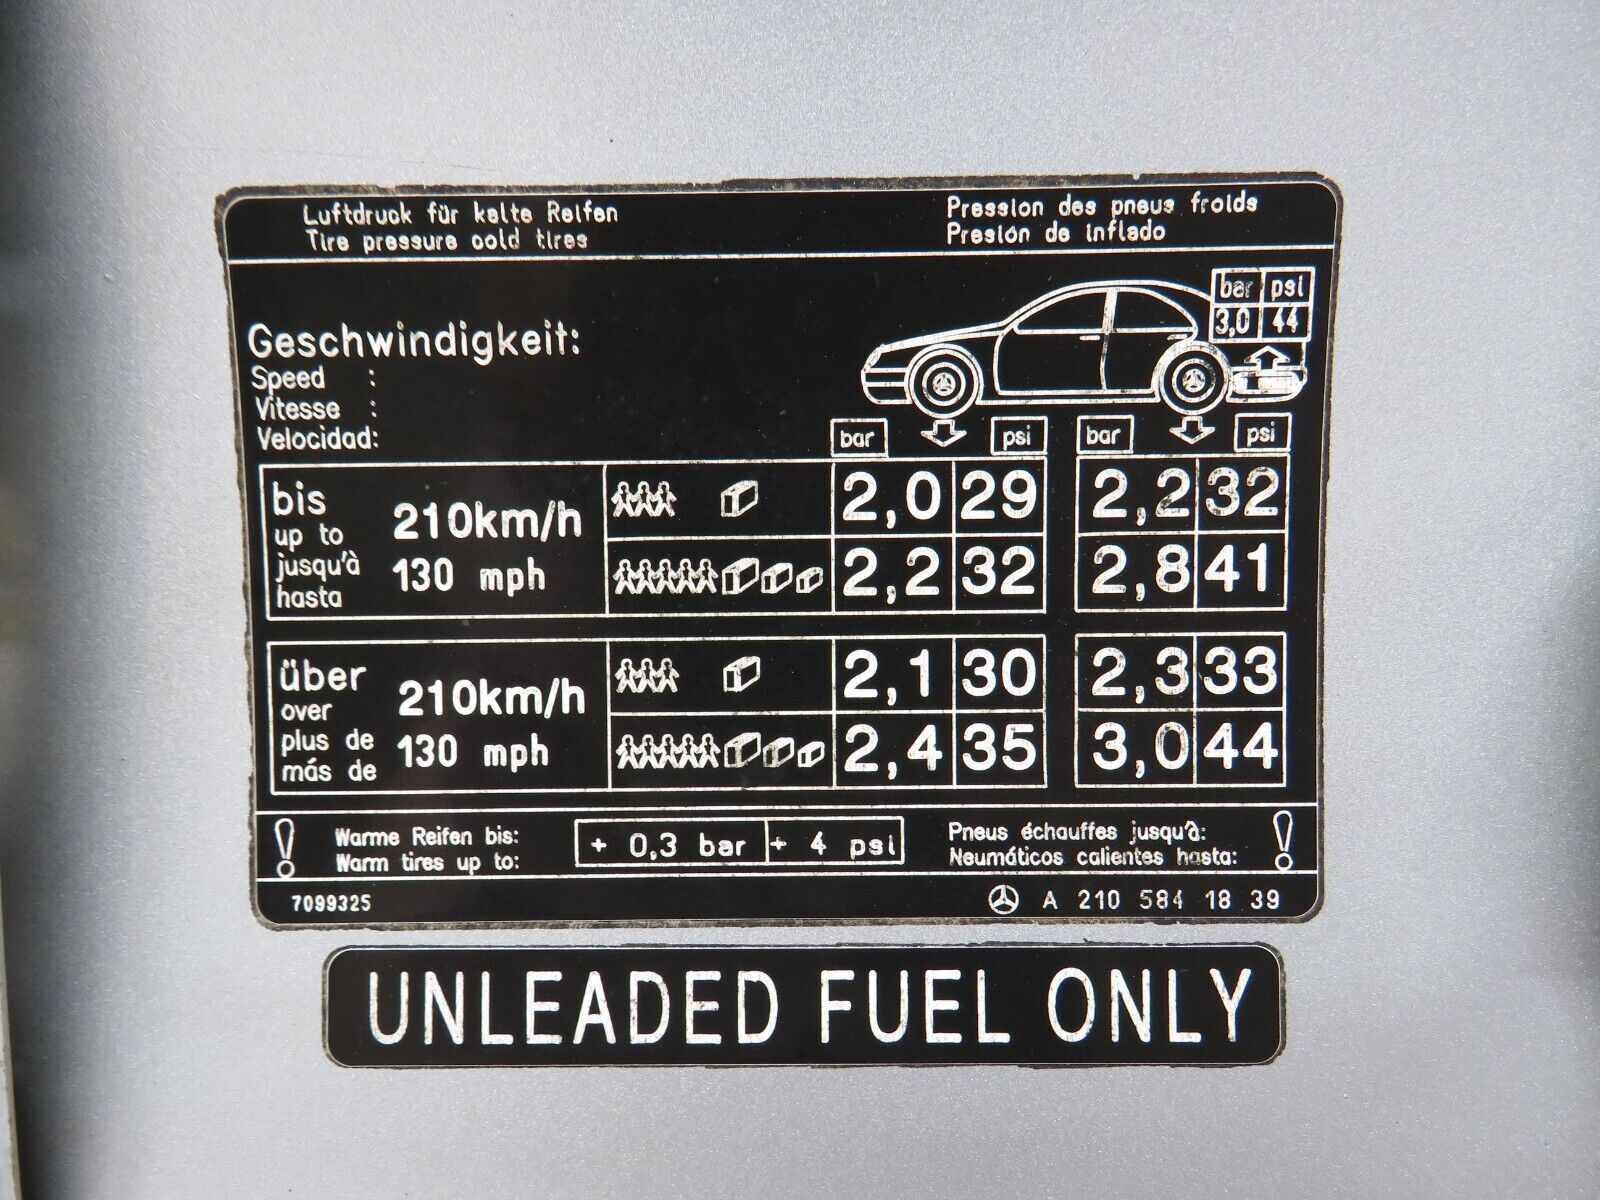 Luftdruck für kalte Reifen
Tire pressure cold tires
Pression des pneus froids
Presión de inflado
bar psi
3,0 44
Geschwindigkeit:
Speed :
Vitesse :
Velocidad:
bar psi bar psi
bis
up to
jusqu'à
hasta
210km/h
130 mph
2,0 29 2,2 32
2,2 32 2,8 41
über
over
plus de
más de
210km/h
130 mph
2,1 30 2,3 33
2,4 35 3,0 44
! Warme Reifen bis:
Warm tires up to:
+ 0,3 bar + 4 psi
Pneus échauffes jusqu'à: !
Neumáticos calientes hasta:
7099325
A 210 584 18 39
UNLEADED FUEL ONLY